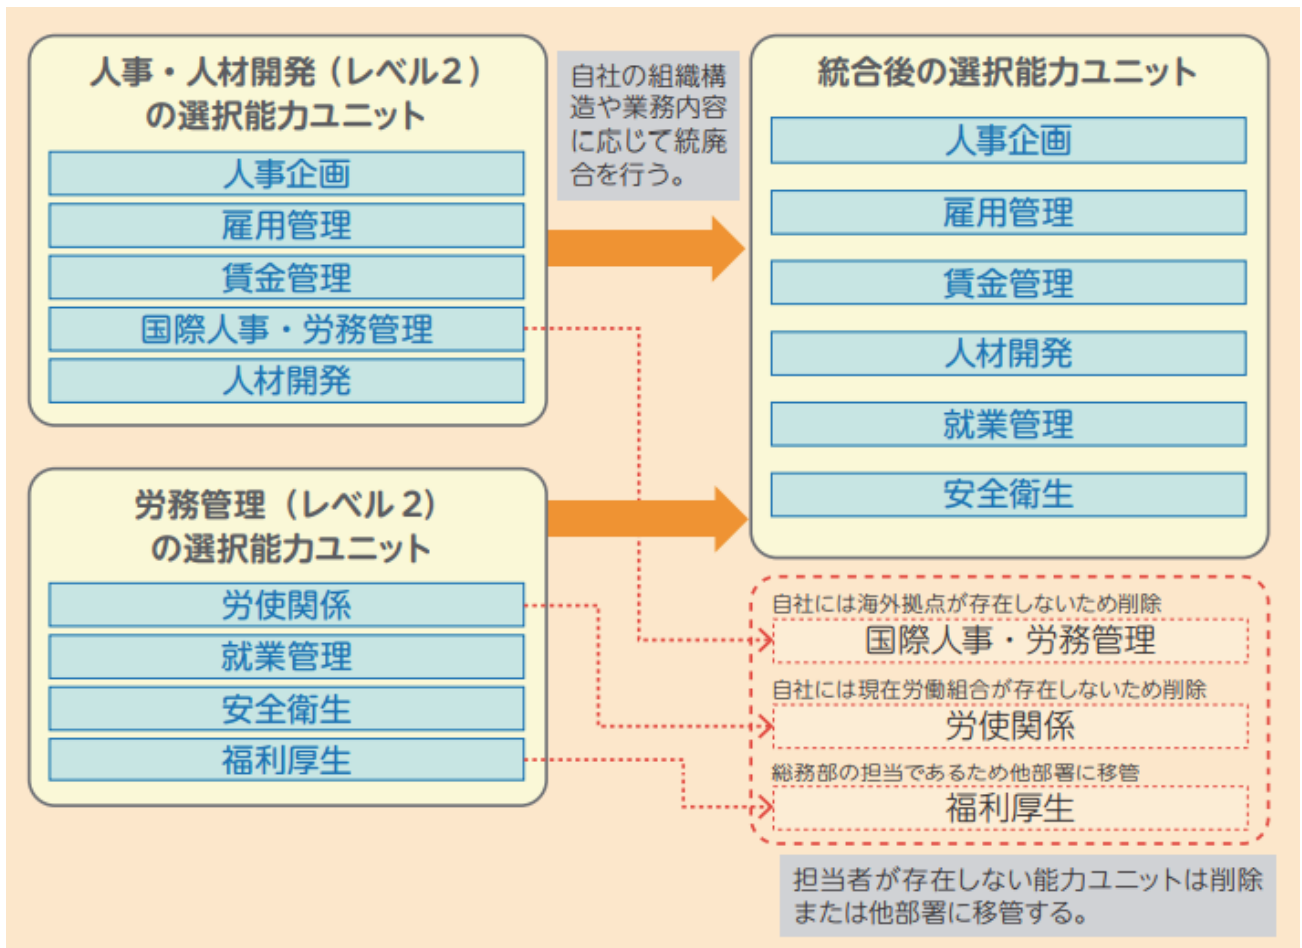 人事・人材開発（レベル２）
の選択能力ユニット
人事企画
雇用管理
賃金管理
国際人事・労務管理
人材開発
労務管理（レベル 2）
の選択能力ユニット
労使関係
就業管理
安全衛生
福利厚生
自社の組織構
造や業務内容
に応じて統廃
合を行う。
統合後の選択能力ユニット
人事企画
雇用管理
賃金管理
人材開発
就業管理
安全衛生
自社には海外拠点が存在しないため削除
国際人事・労務管理
自社には現在労働組合が存在しないため削除
労使関係
総務部の担当であるため他部署に移管
福利厚生
担当者が存在しない能力ユニットは削除
または他部署に移管する。